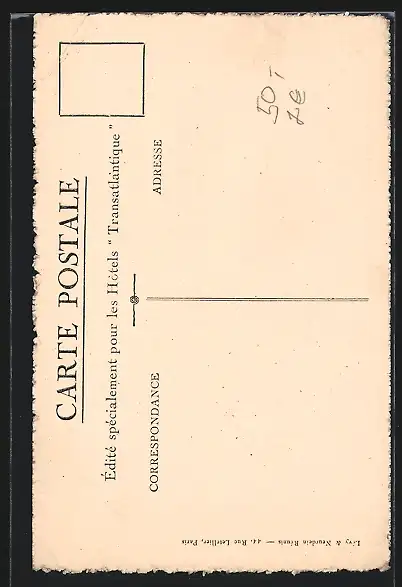 CARTE POSTALE
Édité spécialement pour les Hôtels " Transatlantique "
CORRESPONDANCE
ADRESSE
50,-
Lévy & Neurdein Réunis — 44, Rue Letellier, Paris